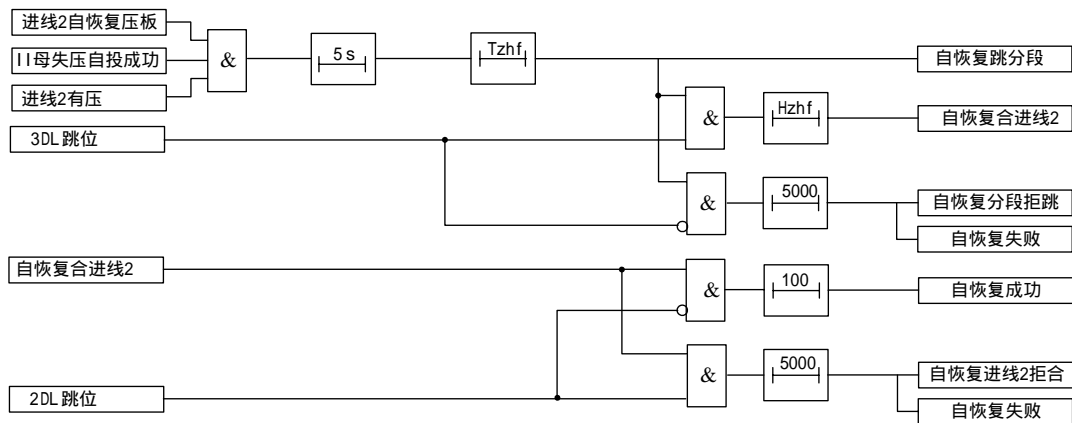 进线2自恢复压板
II母失压自投成功
进线2有压
&
5s
Tzhf
自恢复跳分段
3DL跳位
&
Hzhf
自恢复合进线2
&
5000
自恢复分段拒跳
自恢复失败
自恢复合进线2
&
100
自恢复成功
2DL跳位
&
5000
自恢复进线2拒合
自恢复失败